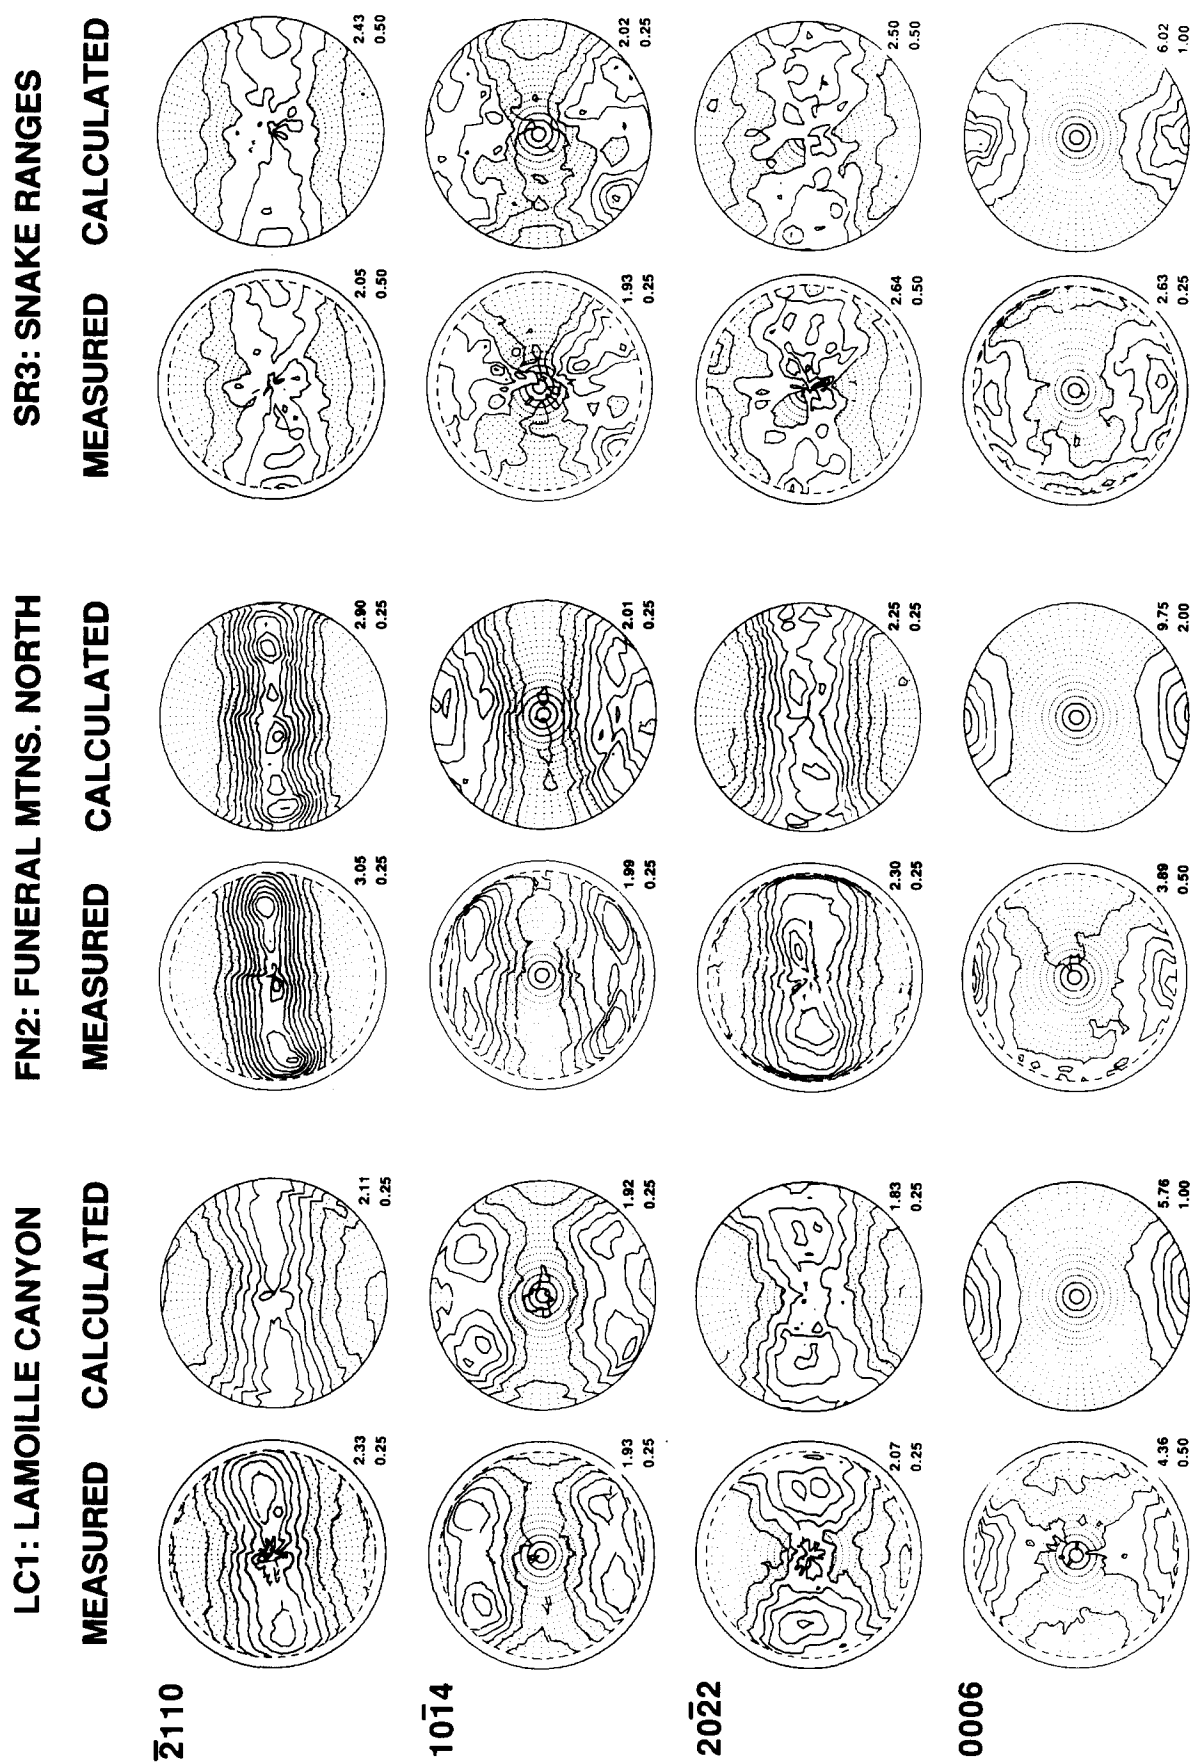 LC1: LAMOILLE CANYON FN2: FUNERAL MTNS. NORTH SR3: SNAKE RANGES
MEASURED CALCULATED MEASURED CALCULATED MEASURED CALCULATED
2̅110
2.33 2.11 3.05 2.90 2.05 2.43
0.25 0.25 0.25 0.25 0.50 0.50
101̅4
1.93 1.92 1.99 2.01 1.93 2.02
0.25 0.25 0.25 0.25 0.25 0.25
202̅2
2.07 1.83 2.30 2.25 2.64 2.50
0.25 0.25 0.25 0.25 0.50 0.50
0006
4.36 5.76 3.89 9.75 2.63 6.02
0.50 1.00 0.50 2.00 0.25 1.00